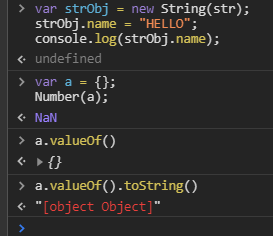 > var strObj = new String(str);
strObj.name = "HELLO";
console.log(strObj.name);
undefined
> var a = {};
Number(a);
NaN
> a.valueOf()
{}
> a.valueOf().toString()
"[object Object]"
>